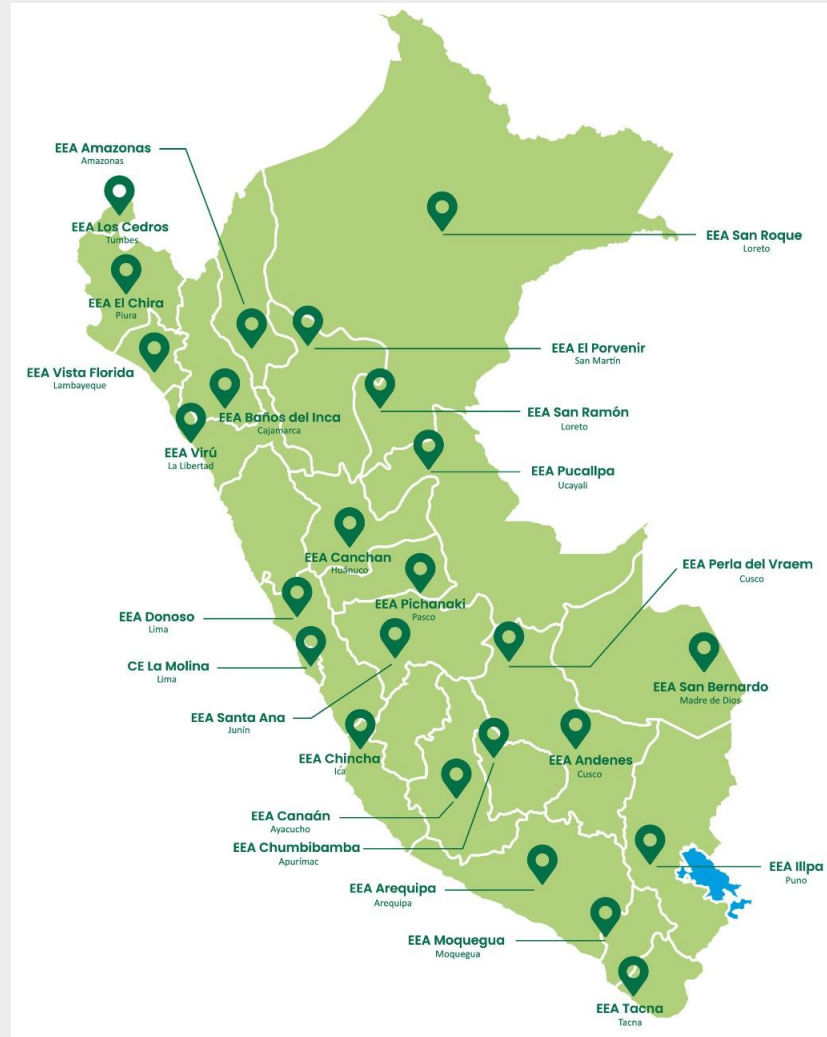 EEA Amazonas
Amazonas
EEA Los Cedros
Tumbes
EEA San Roque
Loreto
EEA El Chira
Piura
EEA El Porvenir
San Martín
EEA Vista Florida
Lambayeque
EEA San Ramón
Loreto
EEA Baños del Inca
Cajamarca
EEA Virú
La Libertad
EEA Pucallpa
Ucayali
EEA Canchan
Huánuco
EEA Perla del Vraem
Cusco
EEA Pichanaki
Pasco
EEA Donoso
Lima
CE La Molina
Lima
EEA San Bernardo
Madre de Dios
EEA Santa Ana
Junín
EEA Chincha
Ica
EEA Andenes
Cusco
EEA Canaán
Ayacucho
EEA Chumbibamba
Apurímac
EEA Illpa
Puno
EEA Arequipa
Arequipa
EEA Moquegua
Moquegua
EEA Tacna
Tacna